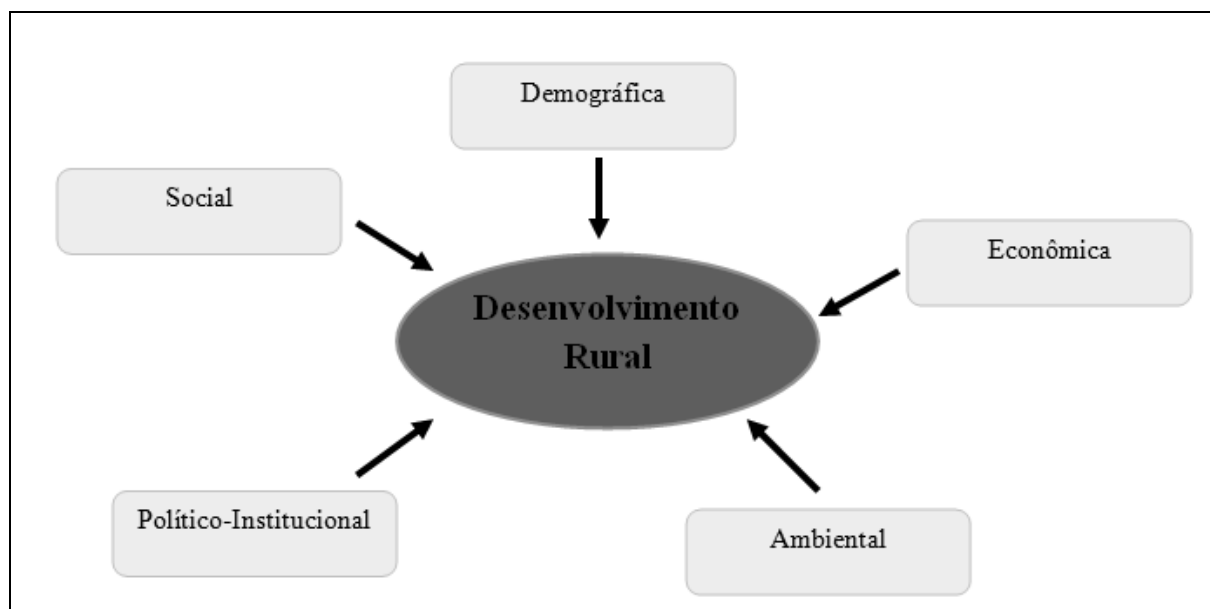 Demográfica
Social
Econômica
Desenvolvimento
Rural
Político-Institucional
Ambiental